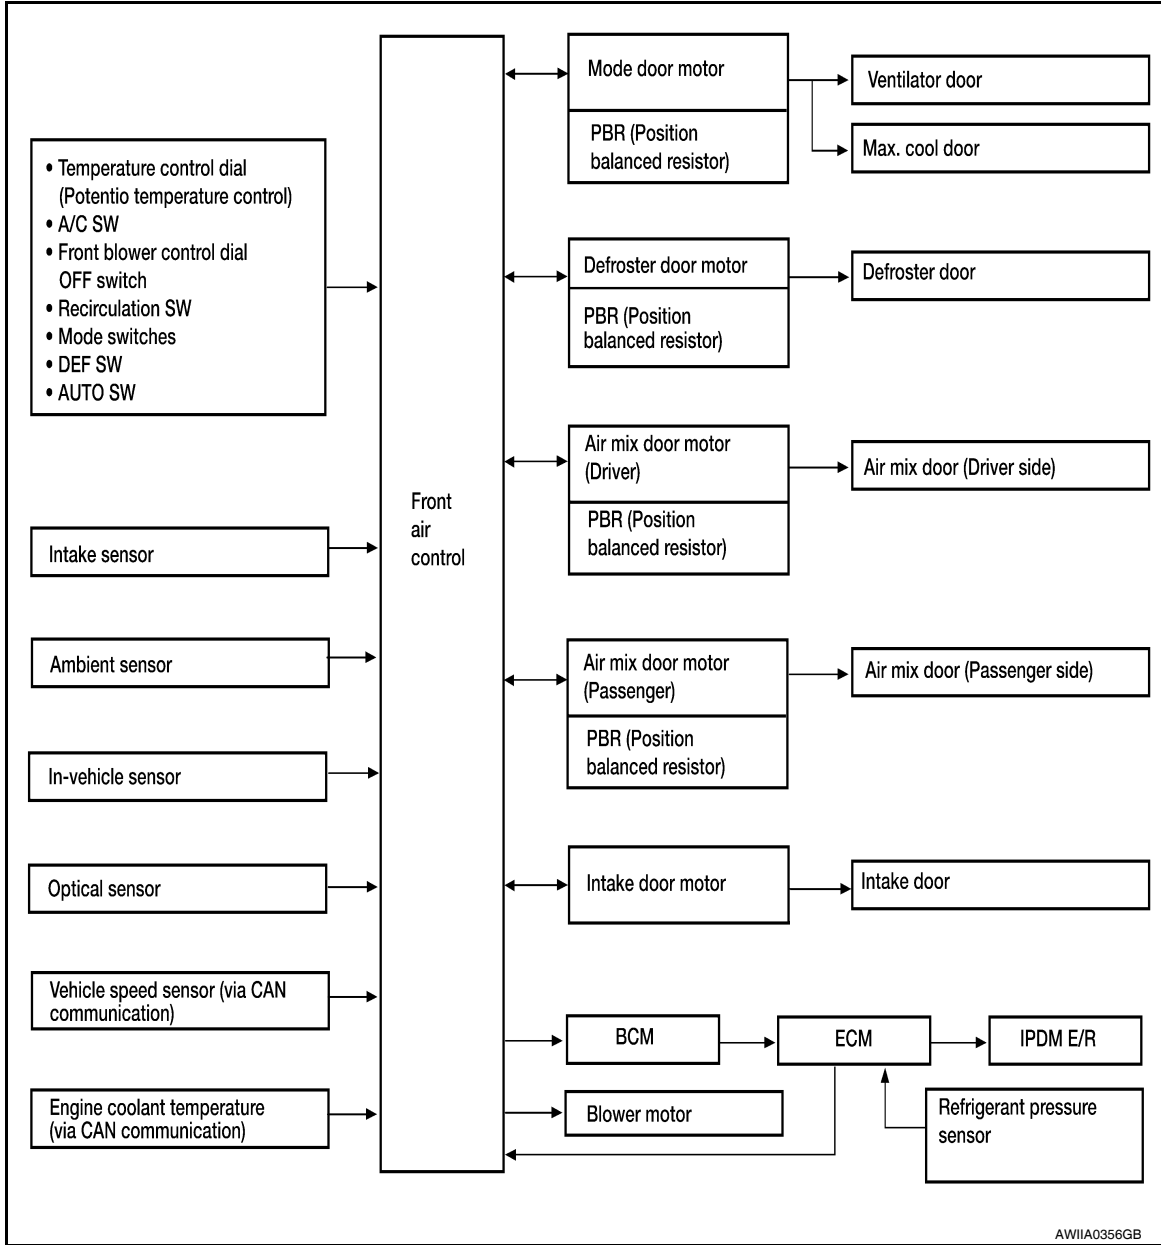 • Temperature control dial
(Potentio temperature control)
• A/C SW
• Front blower control dial
OFF switch
• Recirculation SW
• Mode switches
• DEF SW
• AUTO SW
Intake sensor
Ambient sensor
In-vehicle sensor
Optical sensor
Vehicle speed sensor (via CAN
communication)
Engine coolant temperature
(via CAN communication)
Front
air
control
Mode door motor
PBR (Position
balanced resistor)
Ventilator door
Max. cool door
Defroster door motor
PBR (Position
balanced resistor)
Defroster door
Air mix door motor
(Driver)
PBR (Position
balanced resistor)
Air mix door (Driver side)
Air mix door motor
(Passenger)
PBR (Position
balanced resistor)
Air mix door (Passenger side)
Intake door motor
Intake door
BCM
ECM
IPDM E/R
Blower motor
Refrigerant pressure
sensor
AWIIA0356GB